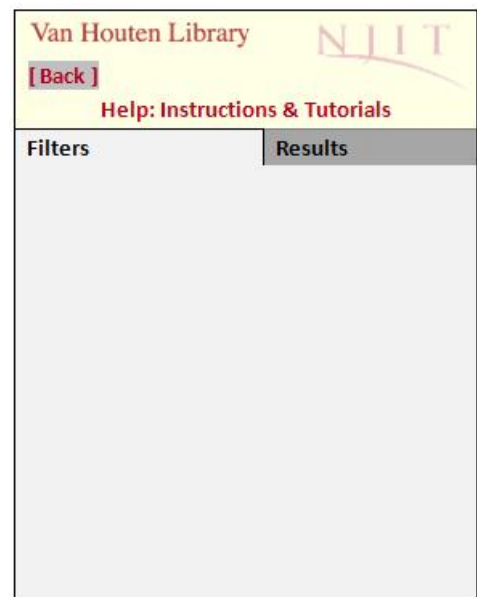 Van Houten Library NJIT
[ Back ]
Help: Instructions & Tutorials
Filters Results